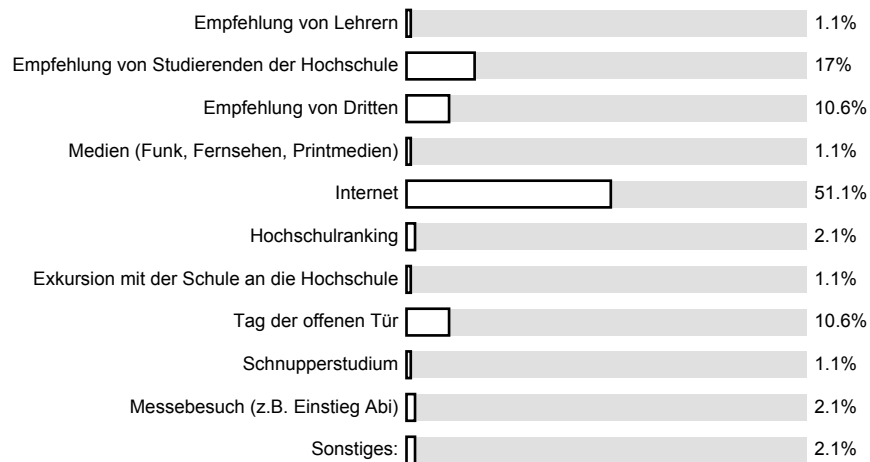 Empfehlung von Lehrern 1.1%
Empfehlung von Studierenden der Hochschule 17%
Empfehlung von Dritten 10.6%
Medien (Funk, Fernsehen, Printmedien) 1.1%
Internet 51.1%
Hochschulranking 2.1%
Exkursion mit der Schule an die Hochschule 1.1%
Tag der offenen Tür 10.6%
Schnupperstudium 1.1%
Messebesuch (z.B. Einstieg Abi) 2.1%
Sonstiges: 2.1%